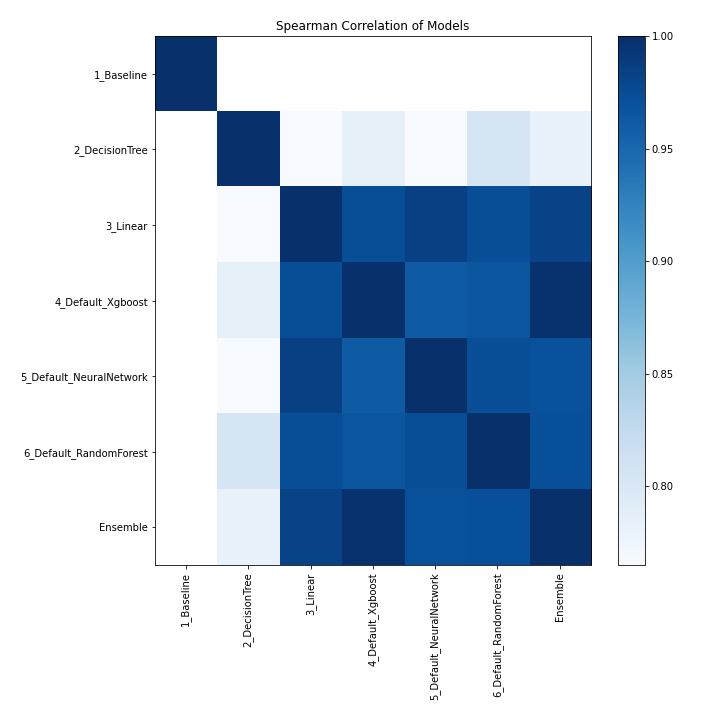 Spearman Correlation of Models
1_Baseline
2_DecisionTree
3_Linear
4_Default_Xgboost
5_Default_NeuralNetwork
6_Default_RandomForest
Ensemble
1_Baseline
2_DecisionTree
3_Linear
4_Default_Xgboost
5_Default_NeuralNetwork
6_Default_RandomForest
Ensemble
1.00
0.95
0.90
0.85
0.80